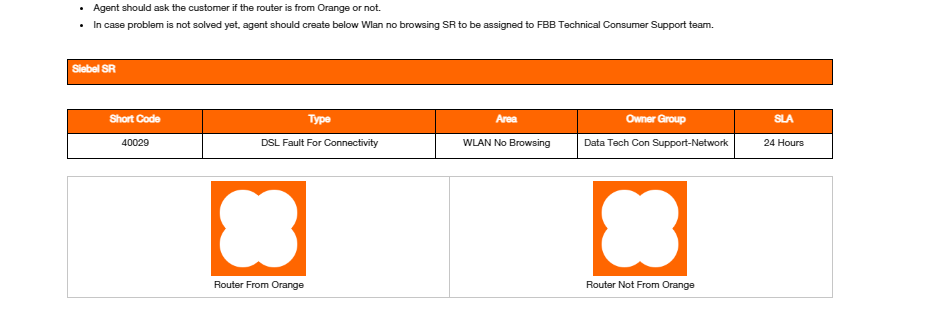 • Agent should ask the customer if the router is from Orange or not.
• In case problem is not solved yet, agent should create below Wlan no browsing SR to be assigned to FBB Technical Consumer Support team.
Siebel SR
Short Code Type Area Owner Group SLA
40029 DSL Fault For Connectivity WLAN No Browsing Data Tech Con Support-Network 24 Hours
Router From Orange Router Not From Orange